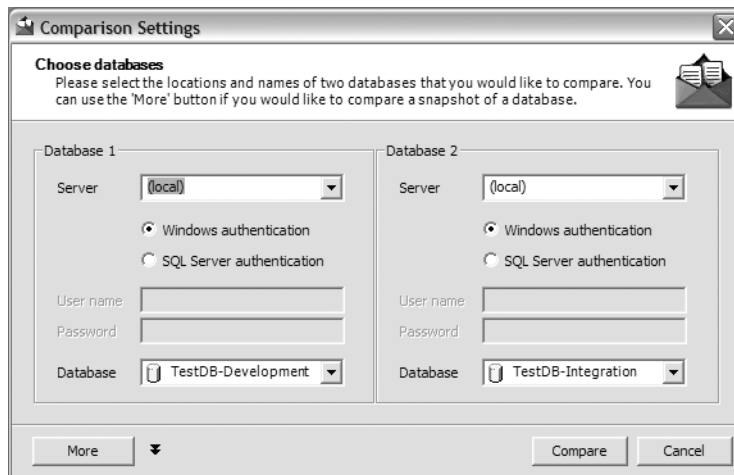 Comparison Settings
Choose databases
Please select the locations and names of two databases that you would like to compare. You
can use the 'More' button if you would like to compare a snapshot of a database.
Database 1
Server
(local)
Windows authentication
SQL Server authentication
User name
Password
Database
TestDB-Development
Database 2
Server
(local)
Windows authentication
SQL Server authentication
User name
Password
Database
TestDB-Integration
More
Compare
Cancel